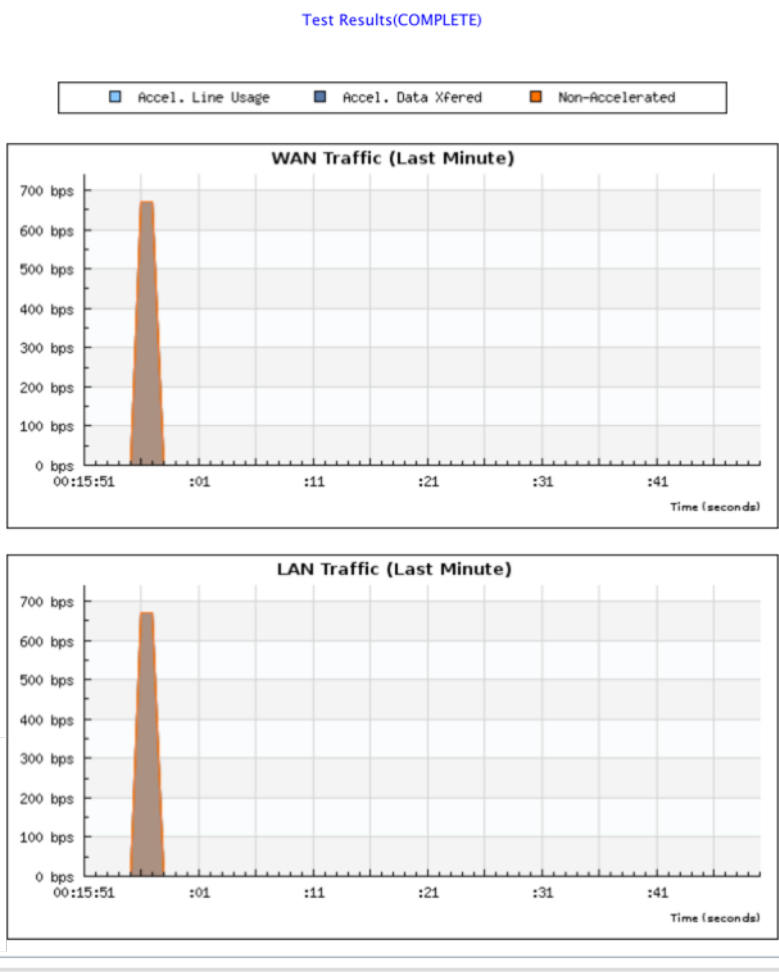 Test Results(COMPLETE)
Accel. Line Usage Accel. Data Xfered Non-Accelerated
WAN Traffic (Last Minute)
700 bps
600 bps
500 bps
400 bps
300 bps
200 bps
100 bps
0 bps
00:15:51 :01 :11 :21 :31 :41
Time (seconds)
LAN Traffic (Last Minute)
700 bps
600 bps
500 bps
400 bps
300 bps
200 bps
100 bps
0 bps
00:15:51 :01 :11 :21 :31 :41
Time (seconds)